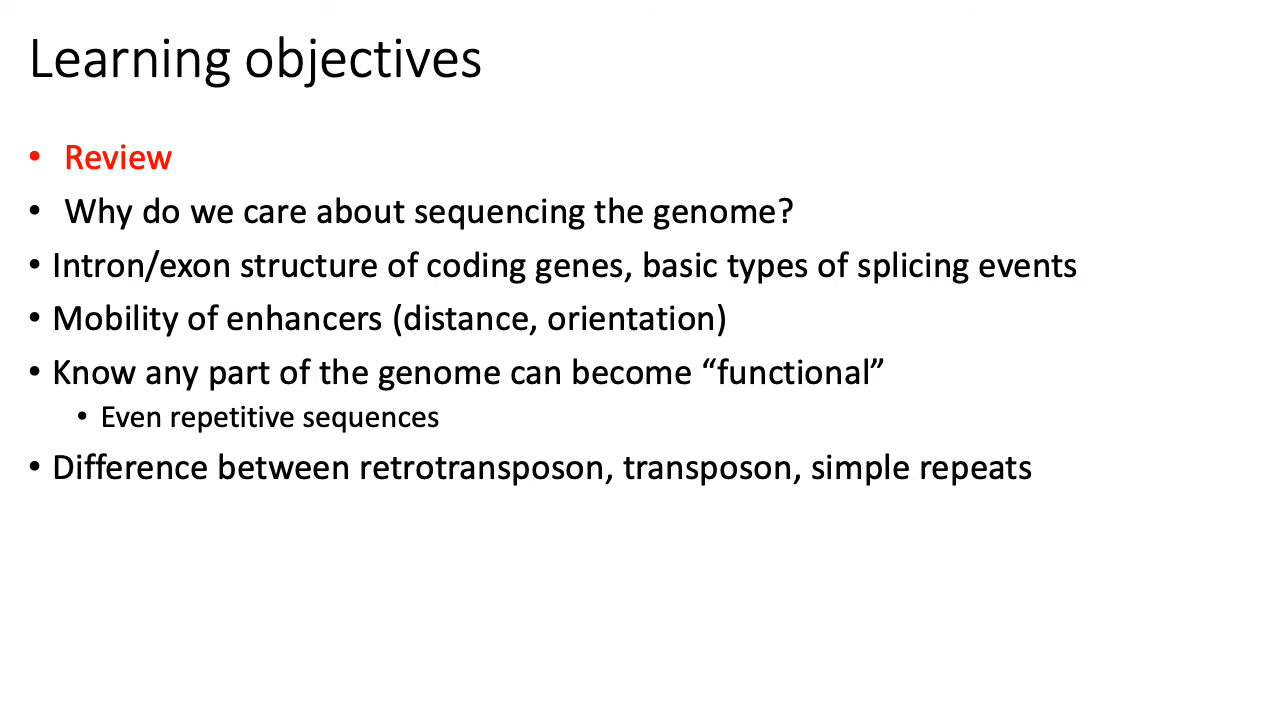 Learning objectives
• Review
• Why do we care about sequencing the genome?
• Intron/exon structure of coding genes, basic types of splicing events
• Mobility of enhancers (distance, orientation)
• Know any part of the genome can become “functional”
• Even repetitive sequences
• Difference between retrotransposon, transposon, simple repeats